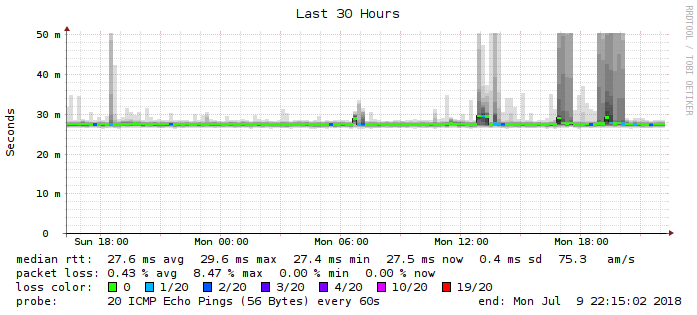 Last 30 Hours
RRDTOOL / TOBI OETIKER
Seconds
50 m
40 m
30 m
20 m
10 m
0
Sun 18:00 Mon 00:00 Mon 06:00 Mon 12:00 Mon 18:00
median rtt: 27.6 ms avg 29.6 ms max 27.4 ms min 27.5 ms now 0.4 ms sd 75.3 am/s
packet loss: 0.43 % avg 8.47 % max 0.00 % min 0.00 % now
loss color: 0 1/20 2/20 3/20 4/20 10/20 19/20
probe: 20 ICMP Echo Pings (56 Bytes) every 60s end: Mon Jul 9 22:15:02 2018